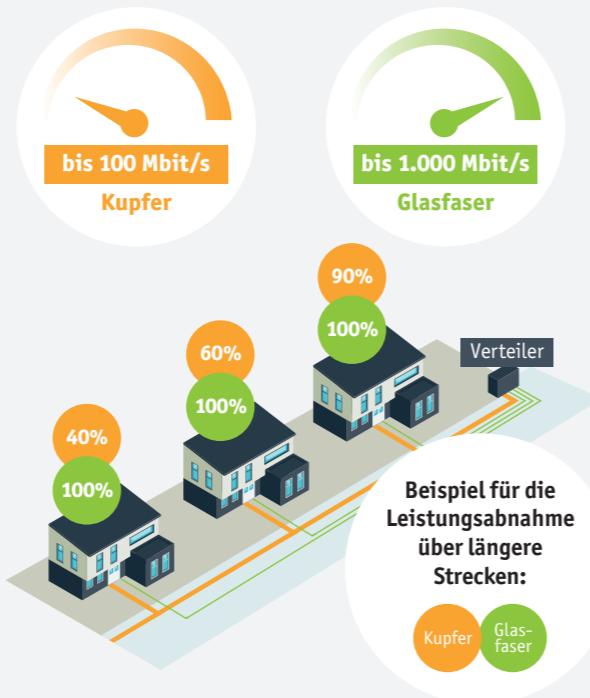 bis 100 Mbit/s
Kupfer
bis 1.000 Mbit/s
Glasfaser
90%
100%
Verteiler
60%
100%
40%
100%
Beispiel für die
Leistungsabnahme
über längere
Strecken:
Kupfer
Glas-
faser